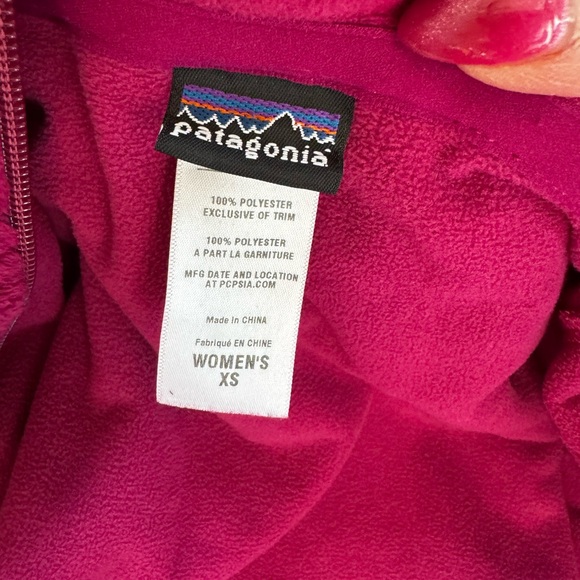 patagonia
100% POLYESTER
EXCLUSIVE OF TRIM
100% POLYESTER
A PART LA GARNITURE
MFG DATE AND LOCATION
AT PCPSIA.COM
Made in CHINA
Fabriqué EN CHINE
WOMEN'S
XS